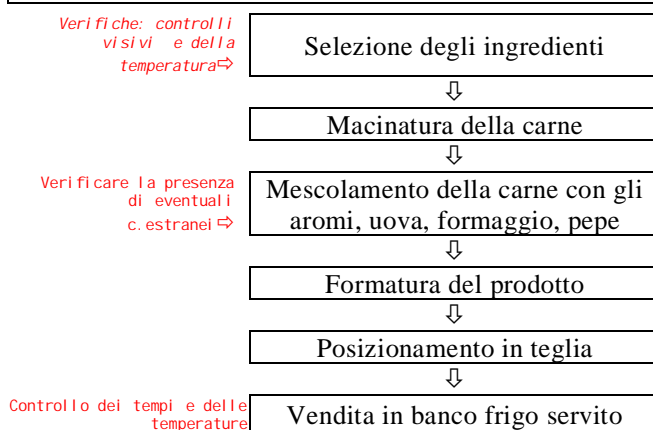 Verifiche: controlli
visivi e della
temperatura⇨
Selezione degli ingredienti
⇩
Macinatura della carne
⇩
Verificare la presenza
di eventuali
c.estranei⇨
Mescolamento della carne con gli
aromi, uova, formaggio, pepe
⇩
Formatura del prodotto
⇩
Posizionamento in teglia
⇩
Controllo dei tempi e delle
temperature
Vendita in banco frigo servito